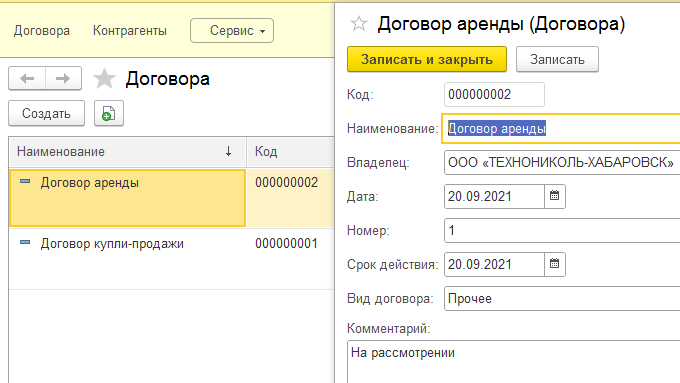 Договора Контрагенты Сервис
Договора
Создать
Наименование ↓ Код
Договор аренды 000000002
Договор купли-продажи 000000001
Договор аренды (Договора)
Записать и закрыть Записать
Код: 000000002
Наименование: Договор аренды
Владелец: ООО «ТЕХНОНИКОЛЬ-ХАБАРОВСК»
Дата: 20.09.2021
Номер: 1
Срок действия: 20.09.2021
Вид договора: Прочее
Комментарий:
На рассмотрении